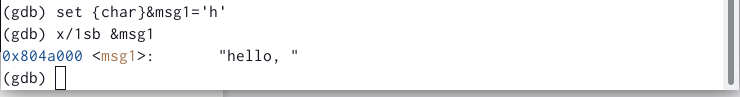 (gdb) set {char}&msg1='h'
(gdb) x/1sb &msg1
0x804a000 <msg1>:       "hello, "
(gdb)